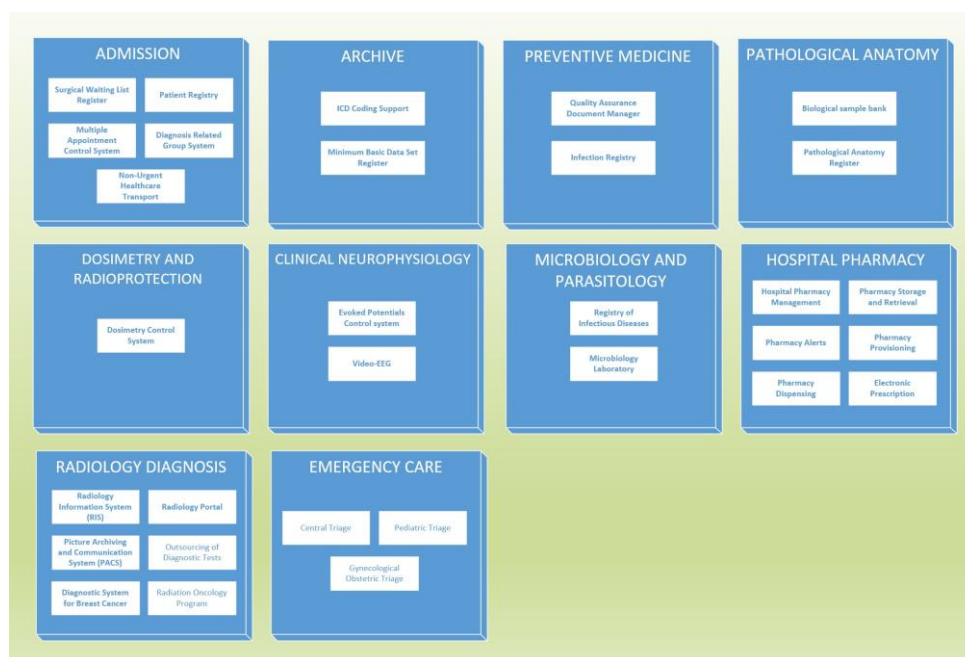 ADMISSION
Surgical Waiting List
Register
Patient Registry
Multiple
Appointment
Control System
Diagnosis Related
Group System
Non-Urgent
Healthcare
Transport
ARCHIVE
ICD Coding Support
Minimum Basic Data Set
Register
PREVENTIVE MEDICINE
Quality Assurance
Document Manager
Infection Registry
PATHOLOGICAL ANATOMY
Biological sample bank
Pathological Anatomy
Register
DOSIMETRY AND
RADIOPROTECTION
Dosimetry Control
System
CLINICAL NEUROPHYSIOLOGY
Evoked Potentials
Control system
Video-EEG
MICROBIOLOGY AND
PARASITOLOGY
Registry of
Infectious Diseases
Microbiology
Laboratory
HOSPITAL PHARMACY
Hospital Pharmacy
Management
Pharmacy Storage
and Retrieval
Pharmacy Alerts
Pharmacy
Provisioning
Pharmacy
Dispensing
Electronic
Prescription
RADIOLOGY DIAGNOSIS
Radiology
Information System
(RIS)
Radiology Portal
Picture Archiving
and Communication
System (PACS)
Outsourcing of
Diagnostic Tests
Diagnostic System
for Breast Cancer
Radiation Oncology
Program
EMERGENCY CARE
Central Triage
Pediatric Triage
Gynecological
Obstetric Triage